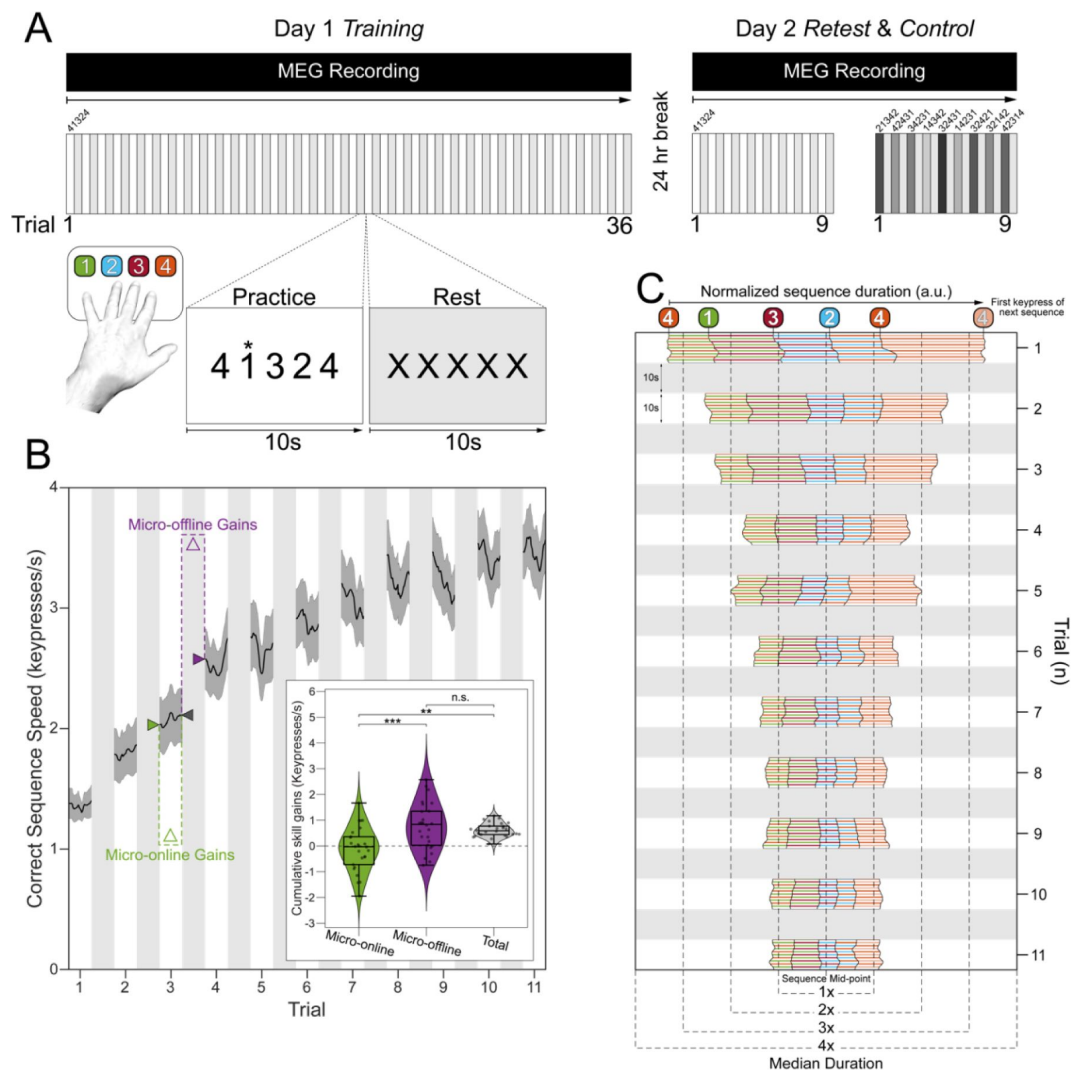 A
Day 1 Training
Day 2 Retest & Control
MEG Recording
MEG Recording
41324
24 hr break
41324
21342
42431
34231
14342
32431
14231
32421
32142
42314
Trial 1
36
1
9
1
9
1 2 3 4
Practice
Rest
*
4 1 3 2 4
X X X X X
10s
10s
C
Normalized sequence duration (a.u.)
First keypress of
next sequence
4 1 3 2 4 4
10s
10s
1
2
3
4
5
6
7
8
9
10
11
Trial (n)
Sequence Mid-point
1x
2x
3x
4x
Median Duration
B
Correct Sequence Speed (keypresses/s)
4
3
2
1
0
Micro-offline Gains
Micro-online Gains
1 2 3 4 5 6 7 8 9 10 11
Trial
Cumulative skill gains (Keypresses/s)
6
5
4
3
2
1
0
-1
-2
-3
n.s.
**
***
Micro-online
Micro-offline
Total